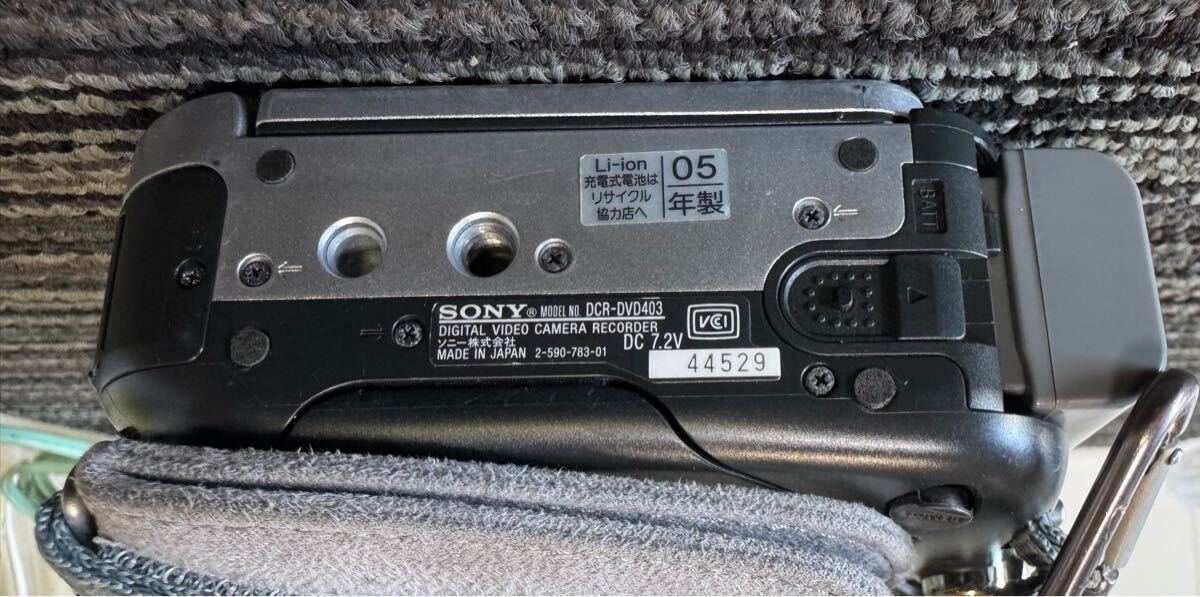 Li-ion
充電式電池は
リサイクル
協力店へ
05
年製
BATT
SONY® MODEL NO. DCR-DVD403
DIGITAL VIDEO CAMERA RECORDER
ソニー株式会社
DC 7.2V
MADE IN JAPAN 2-590-783-01
VCCI
44529